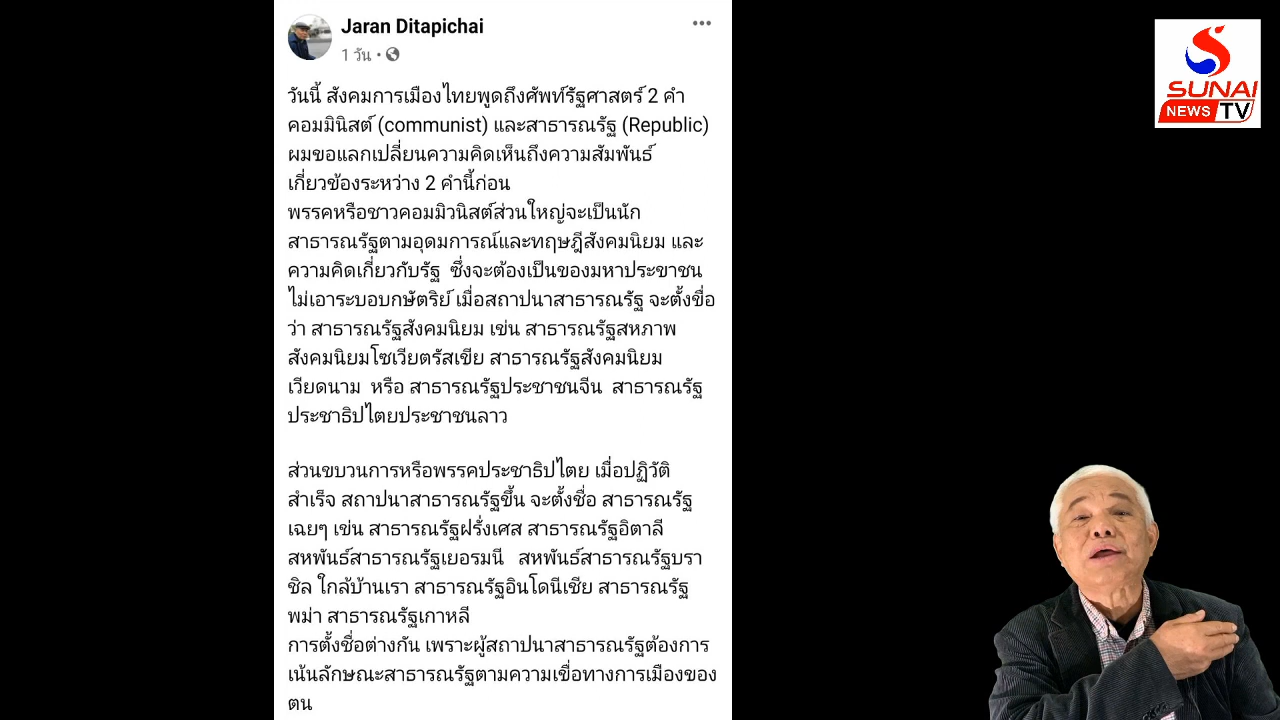 Jaran Ditapichai
1 วัน
วันนี้ สังคมการเมืองไทยพูดถึงศัพท์รัฐศาสตร์ 2 คำ
คอมมินิสต์ (communist) และสาธารณรัฐ (Republic)
ผมขอแลกเปลี่ยนความคิดเห็นถึงความสัมพันธ์
เกี่ยวข้องระหว่าง 2 คำนี้ก่อน
พรรคหรือชาวคอมมิวนิสต์ส่วนใหญ่จะเป็นนัก
สาธารณรัฐตามอุดมการณ์และทฤษฎีสังคมนิยม และ
ความคิดเกี่ยวกับรัฐ ซึ่งจะต้องเป็นของมหาประขาชน
ไม่เอาระบอบกษัตริย์ เมื่อสถาปนาสาธารณรัฐ จะตั้งขื่อ
ว่า สาธารณรัฐสังคมนิยม เข่น สาธารณรัฐสหภาพ
สังคมนิยมโซเวียตรัสเซีย สาธารณรัฐสังคมนิยม
เวียดนาม หรือ สาธารณรัฐประชาชนจีน สาธารณรัฐ
ประชาธิปไตยประชาชนลาว
ส่วนขบวนการหรือพรรคประชาธิปไตย เมื่อปฏิวัติ
สำเร็จ สถาปนาสาธารณรัฐขึ้น จะตั้งชื่อ สาธารณรัฐ
เฉยๆ เข่น สาธารณรัฐฝรั่งเศส สาธารณรัฐอิตาลี
สหพันธ์สาธารณรัฐเยอรมนี สหพันธ์สาธารณรัฐบรา
ซิล ใกล้บ้านเรา สาธารณรัฐอินโดนีเซีย สาธารณรัฐ
พม่า สาธารณรัฐเกาหลี
การตั้งชื่อต่างกัน เพราะผู้สถาปนาสาธารณรัฐต้องการ
เน้นลักษณะสาธารณรัฐตามความเขื่อทางการเมืองของ
ตน
SUNAI
NEWS TV